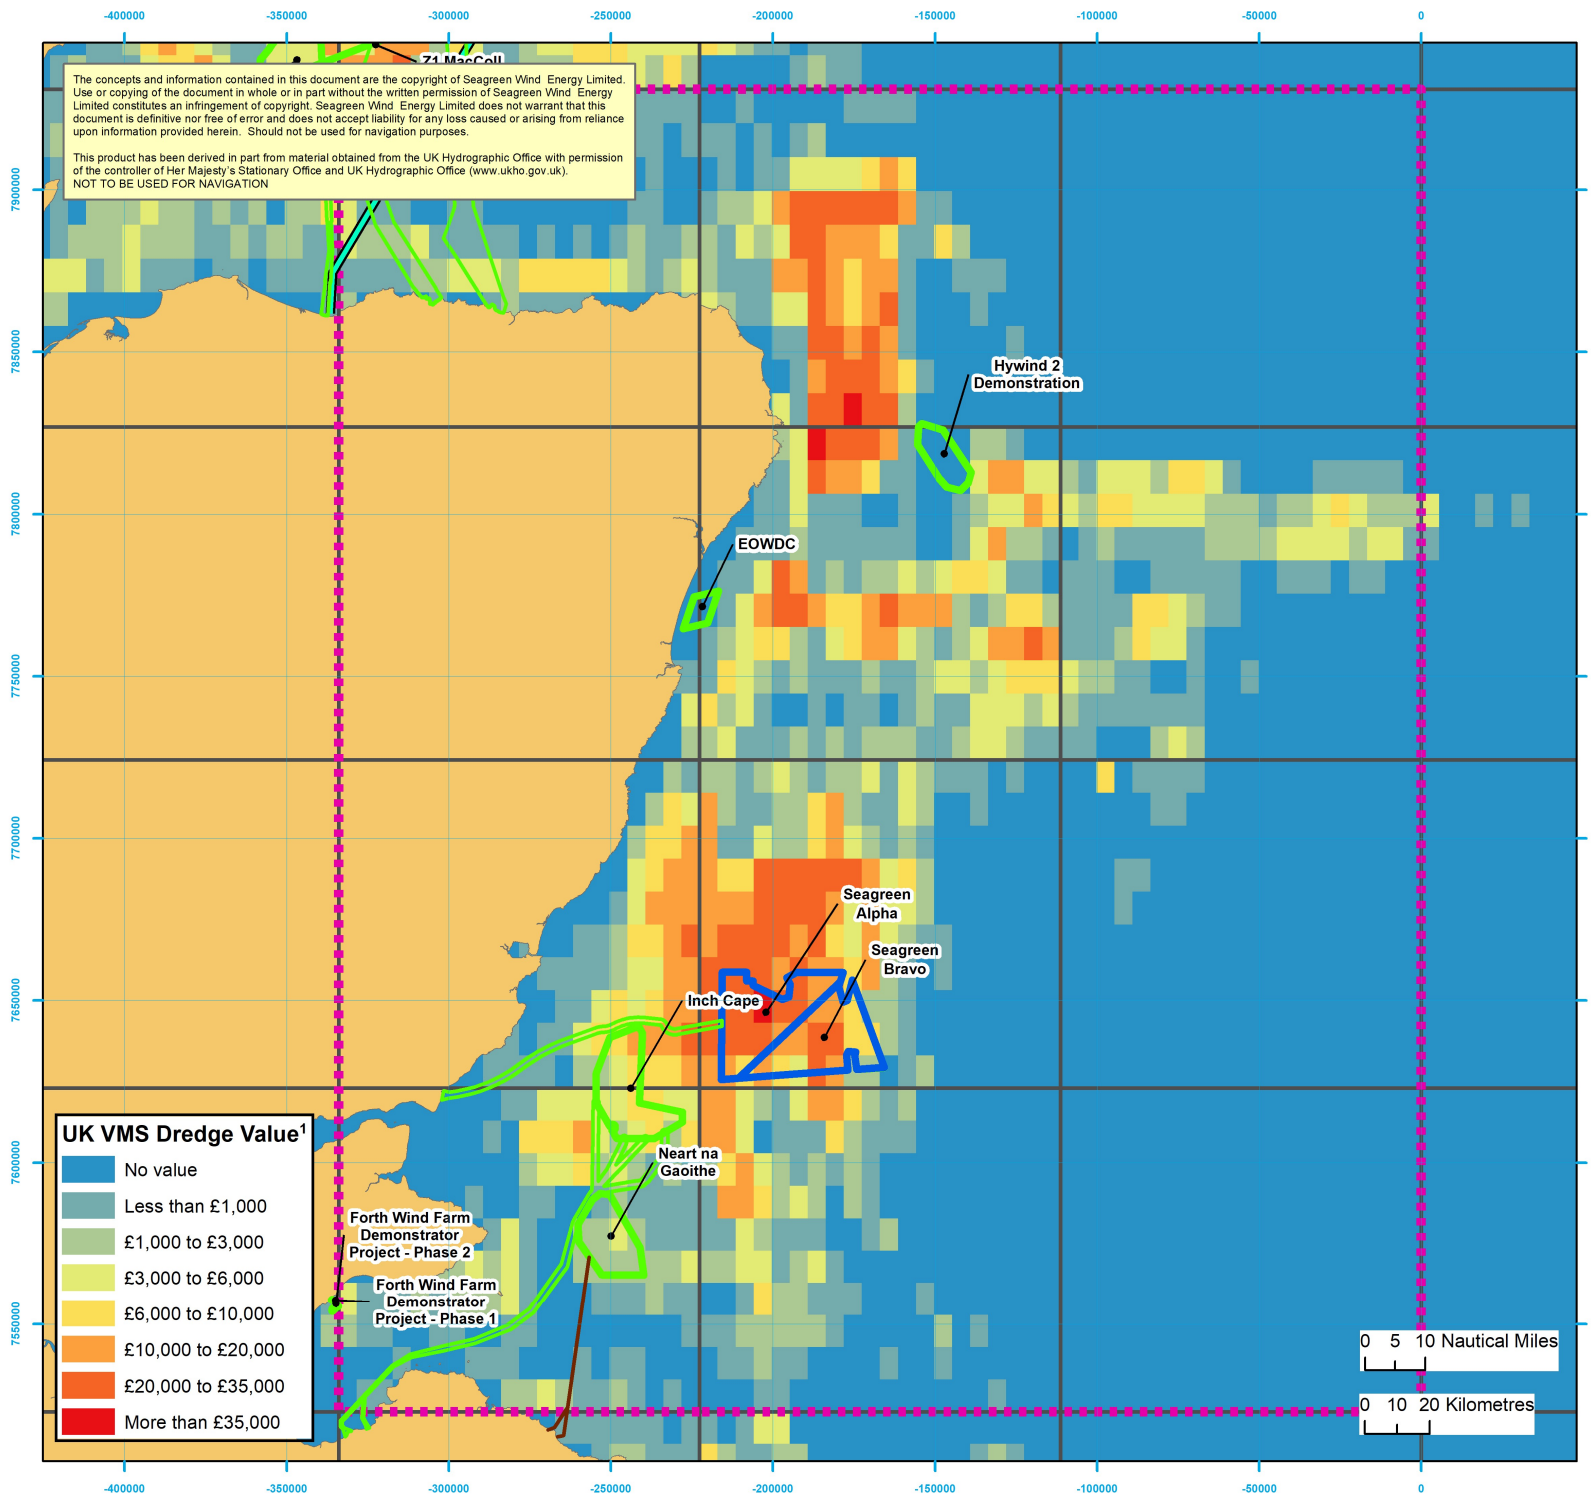 -400000 -350000 -300000 -250000 -200000 -150000 -100000 -50000 0
Z1 MacColl
The concepts and information contained in this document are the copyright of Seagreen Wind Energy Limited.
Use or copying of the document in whole or in part without the written permission of Seagreen Wind Energy
Limited constitutes an infringement of copyright. Seagreen Wind Energy Limited does not warrant that this
document is definitive nor free of error and does not accept liability for any loss caused or arising from reliance
upon information provided herein. Should not be used for navigation purposes.
This product has been derived in part from material obtained from the UK Hydrographic Office with permission
of the controller of Her Majesty's Stationary Office and UK Hydrographic Office (www.ukho.gov.uk).
NOT TO BE USED FOR NAVIGATION
7900000
7850000
7800000
7750000
7700000
7650000
7600000
7550000
Hywind 2
Demonstration
EOWDC
Seagreen
Alpha
Seagreen
Bravo
Inch Cape
Neart na
Gaoithe
Forth Wind Farm
Demonstrator
Project - Phase 2
Forth Wind Farm
Demonstrator
Project - Phase 1
UK VMS Dredge Value1
No value
Less than £1,000
£1,000 to £3,000
£3,000 to £6,000
£6,000 to £10,000
£10,000 to £20,000
£20,000 to £35,000
More than £35,000
0 5 10 Nautical Miles
0 10 20 Kilometres
-400000 -350000 -300000 -250000 -200000 -150000 -100000 -50000 0